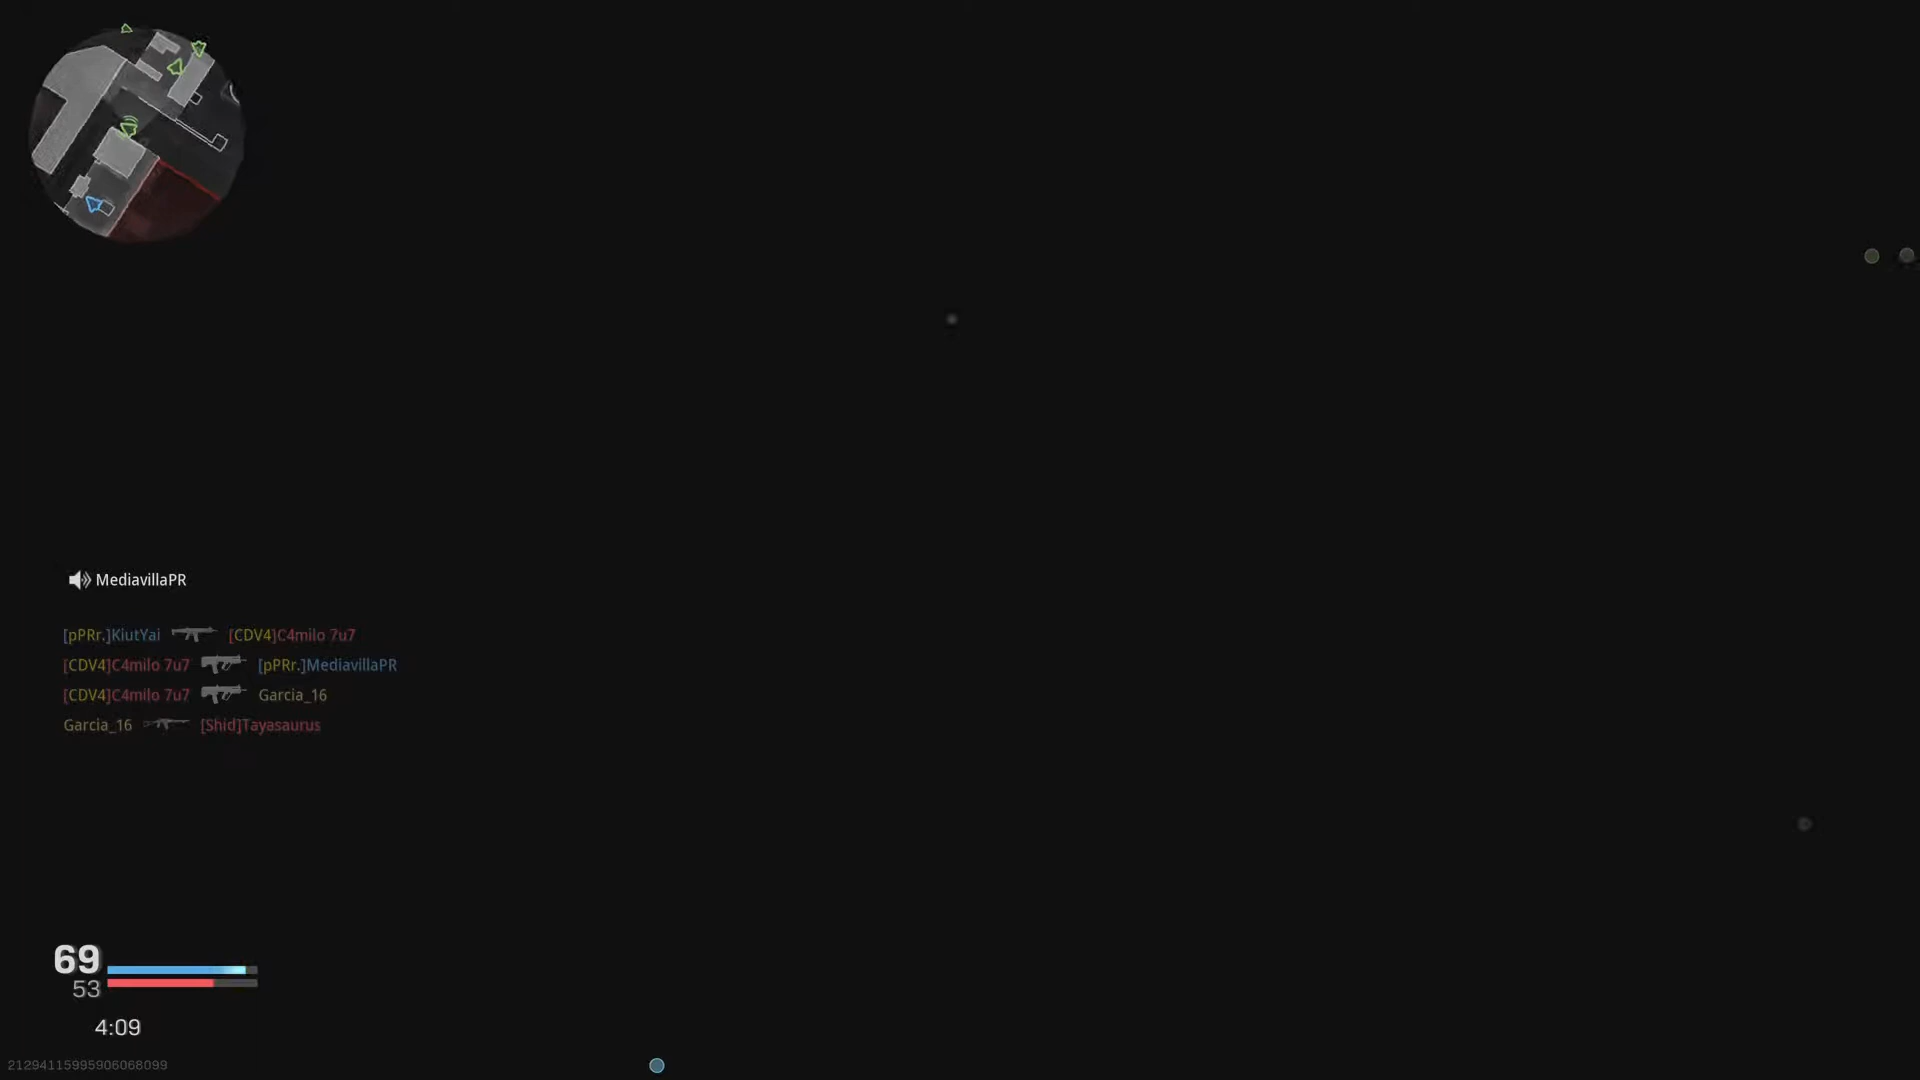 MediavillaPR
[pPRr.]KiutYai [CDV4]C4milo 7u7
[CDV4]C4milo 7u7 [pPRr.]MediavillaPR
[CDV4]C4milo 7u7 Garcia_16
Garcia_16 [Shid]Tayasaurus
69
53
4:09
21294115995906068099